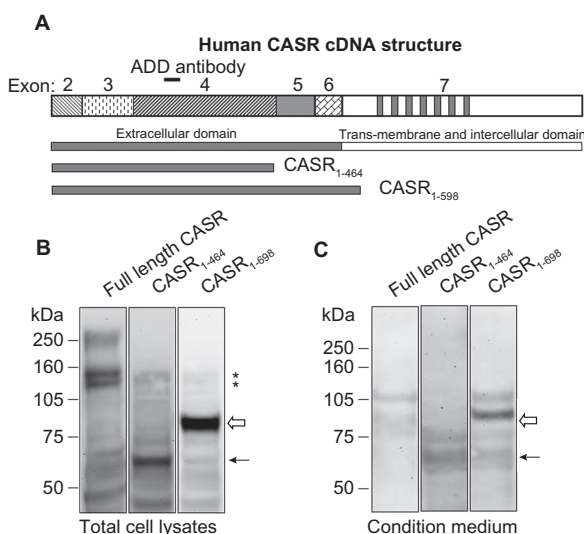 A
Human CASR cDNA structure
ADD antibody
Exon: 2 3 4 5 6 7
Extracellular domain
Trans-membrane and intercellular domain
CASR1-464
CASR1-598
B
Full length CASR
CASR1-464
CASR1-698
kDa
250
160
*
*
105
75
50
Total cell lysates
C
Full length CASR
CASR1-464
CASR1-698
kDa
250
160
105
75
50
Condition medium